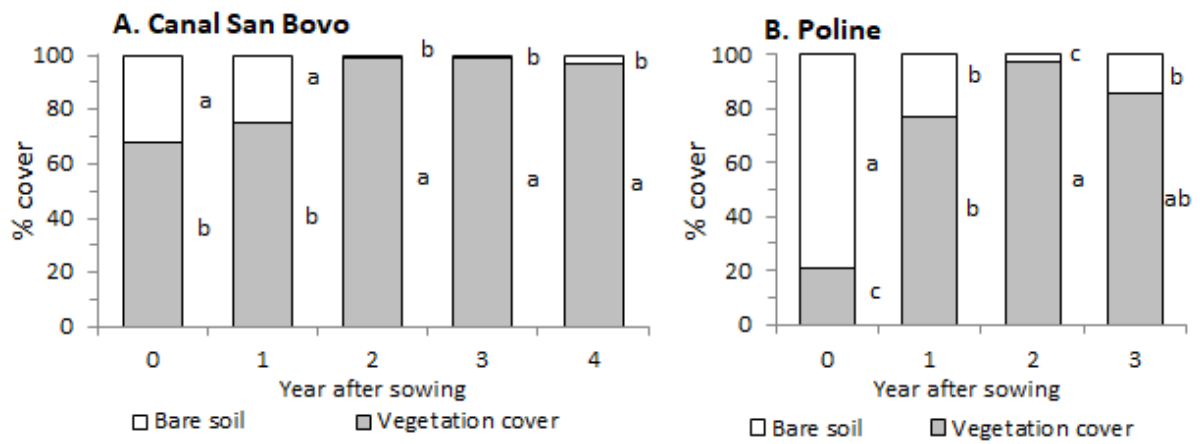 A. Canal San Bovo
% cover
100
80
60
40
20
0
a
a
b
b
b
b
b
a
a
a
0 1 2 3 4
Year after sowing
Bare soil Vegetation cover
B. Poline
% cover
100
80
60
40
20
0
a
b
c
b
c
b
a
ab
0 1 2 3
Year after sowing
Bare soil Vegetation cover